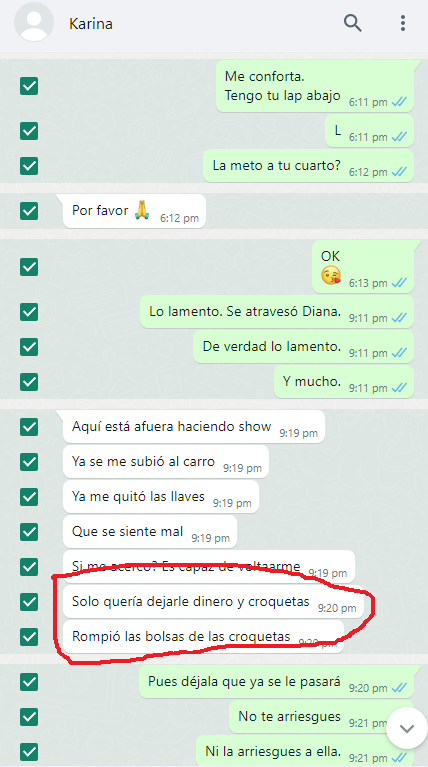 Karina
Me conforta.
Tengo tu lap abajo
6:11 pm
L
6:11 pm
La meto a tu cuarto?
6:12 pm
Por favor 🙏
6:12 pm
OK
😘
6:13 pm
Lo lamento. Se atravesó Diana.
9:11 pm
De verdad lo lamento.
9:11 pm
Y mucho.
9:11 pm
Aquí está afuera haciendo show
9:19 pm
Ya se me subió al carro
9:19 pm
Ya me quitó las llaves
9:19 pm
Que se siente mal
9:19 pm
Si me acerco? Es capaz de voltaarme
9:19 pm
Solo quería dejarle dinero y croquetas
9:20 pm
Rompió las bolsas de las croquetas
9:20 pm
Pues déjala que ya se le pasará
9:20 pm
No te arriesgues
9:21 pm
Ni la arriesgues a ella.
9:21 pm